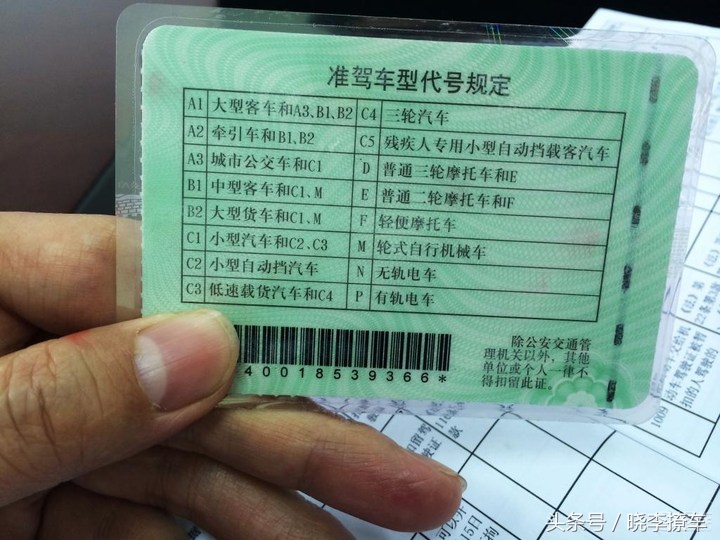 准驾车型代号规定
A1 大型客车和A3、B1、B2 C4 三轮汽车
A2 牵引车和B1、B2 C5 残疾人专用小型自动挡载客汽车
A3 城市公交车和C1 D 普通三轮摩托车和E
B1 中型客车和C1、M E 普通二轮摩托车和F
B2 大型货车和C1、M F 轻便摩托车
C1 小型汽车和C2、C3 M 轮式自行机械车
C2 小型自动挡汽车 N 无轨电车
C3 低速载货汽车和C4 P 有轨电车
400018539366*
除公安交通管
理机关以外，其他
单位或个人一律不
得扣留此证。
1009
头条号／晓李撩车